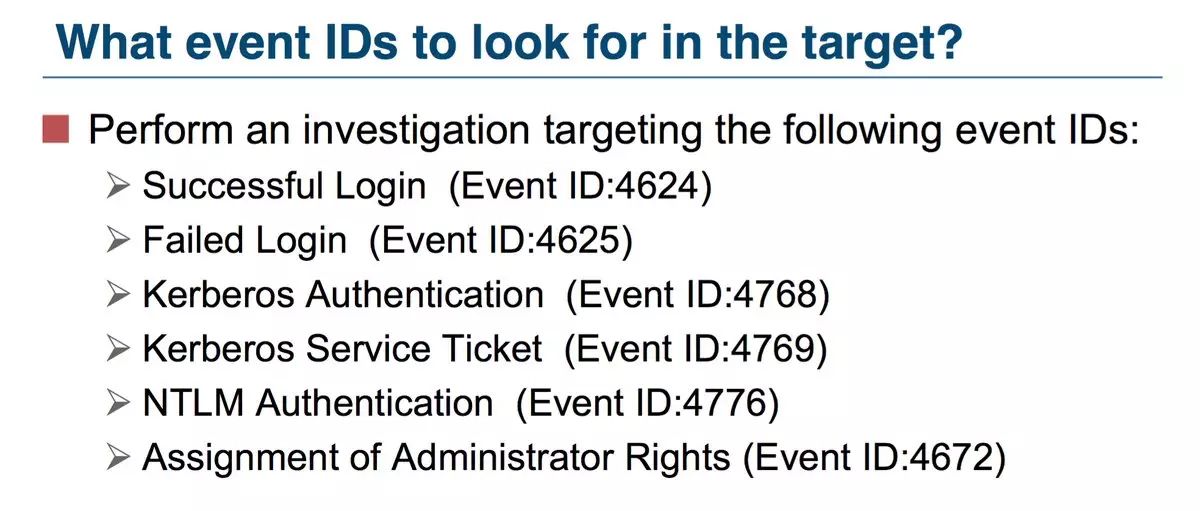 What event IDs to look for in the target?
■ Perform an investigation targeting the following event IDs:
➢ Successful Login  (Event ID:4624)
➢ Failed Login  (Event ID:4625)
➢ Kerberos Authentication  (Event ID:4768)
➢ Kerberos Service Ticket  (Event ID:4769)
➢ NTLM Authentication  (Event ID:4776)
➢ Assignment of Administrator Rights (Event ID:4672)